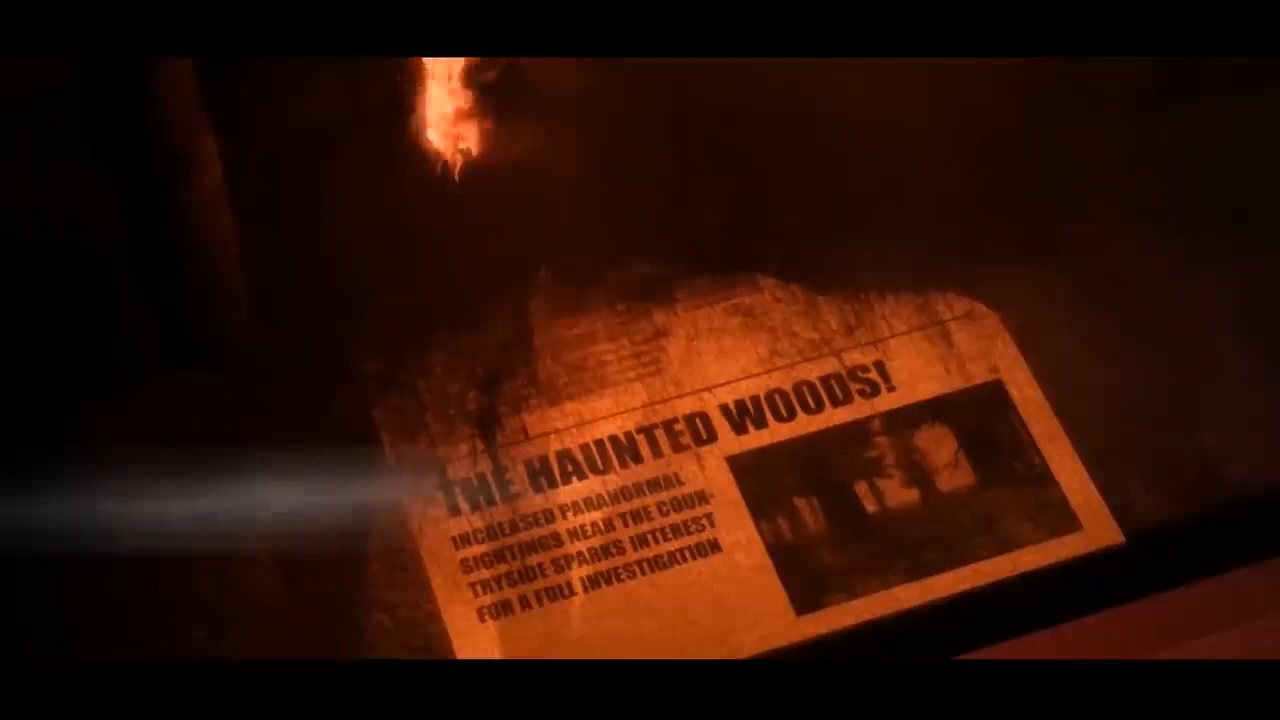 THE HAUNTED WOODS!
INCREASED PARANORMAL
SIGHTINGS NEAR THE COUN-
TRYSIDE SPARKS INTEREST
FOR A FULL INVESTIGATION